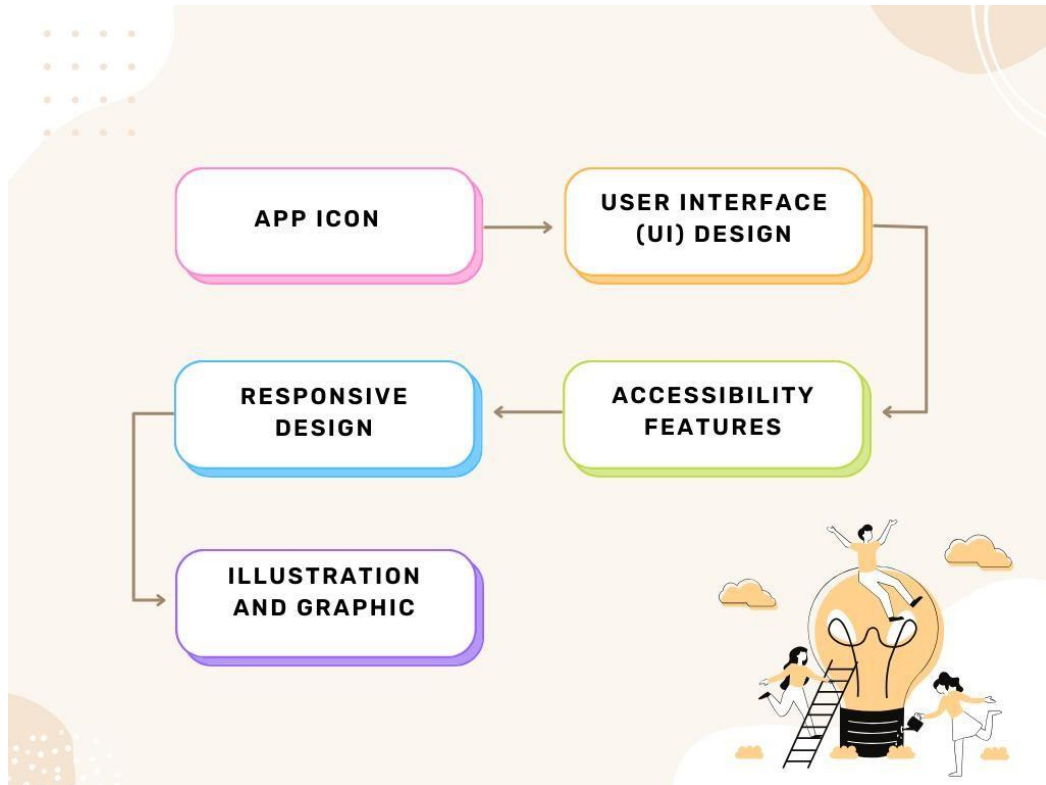 APP ICON
USER INTERFACE
(UI) DESIGN
ACCESSIBILITY
FEATURES
RESPONSIVE
DESIGN
ILLUSTRATION
AND GRAPHIC